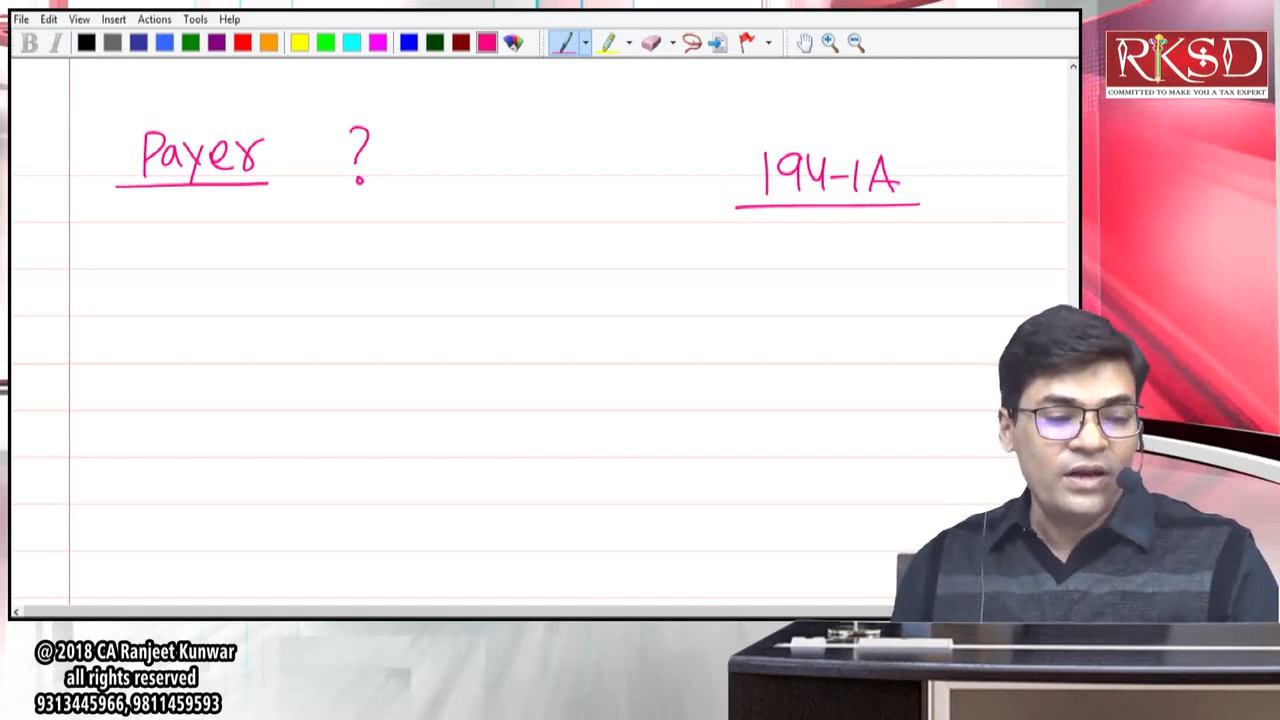 File Edit View Insert Actions Tools Help
B I
RKSD
COMMITTED TO MAKE YOU A TAX EXPERT
Payer ?
194-1A
@ 2018 CA Ranjeet Kunwar
all rights reserved
9313445966, 9811459593